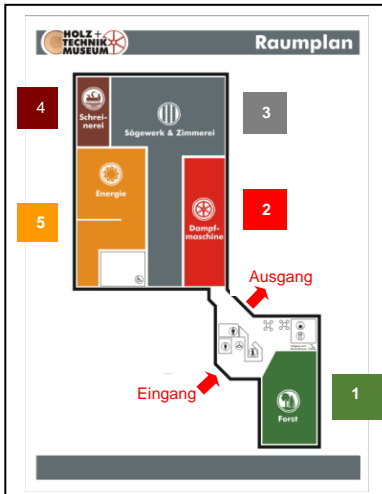 HOLZ+
TECHNIK
MUSEUM
Raumplan
4
Schrei-
nerei
Sägewerk & Zimmerei
3
Energie
5
Dampf-
maschine
2
Ausgang
Eingang
Forst
1